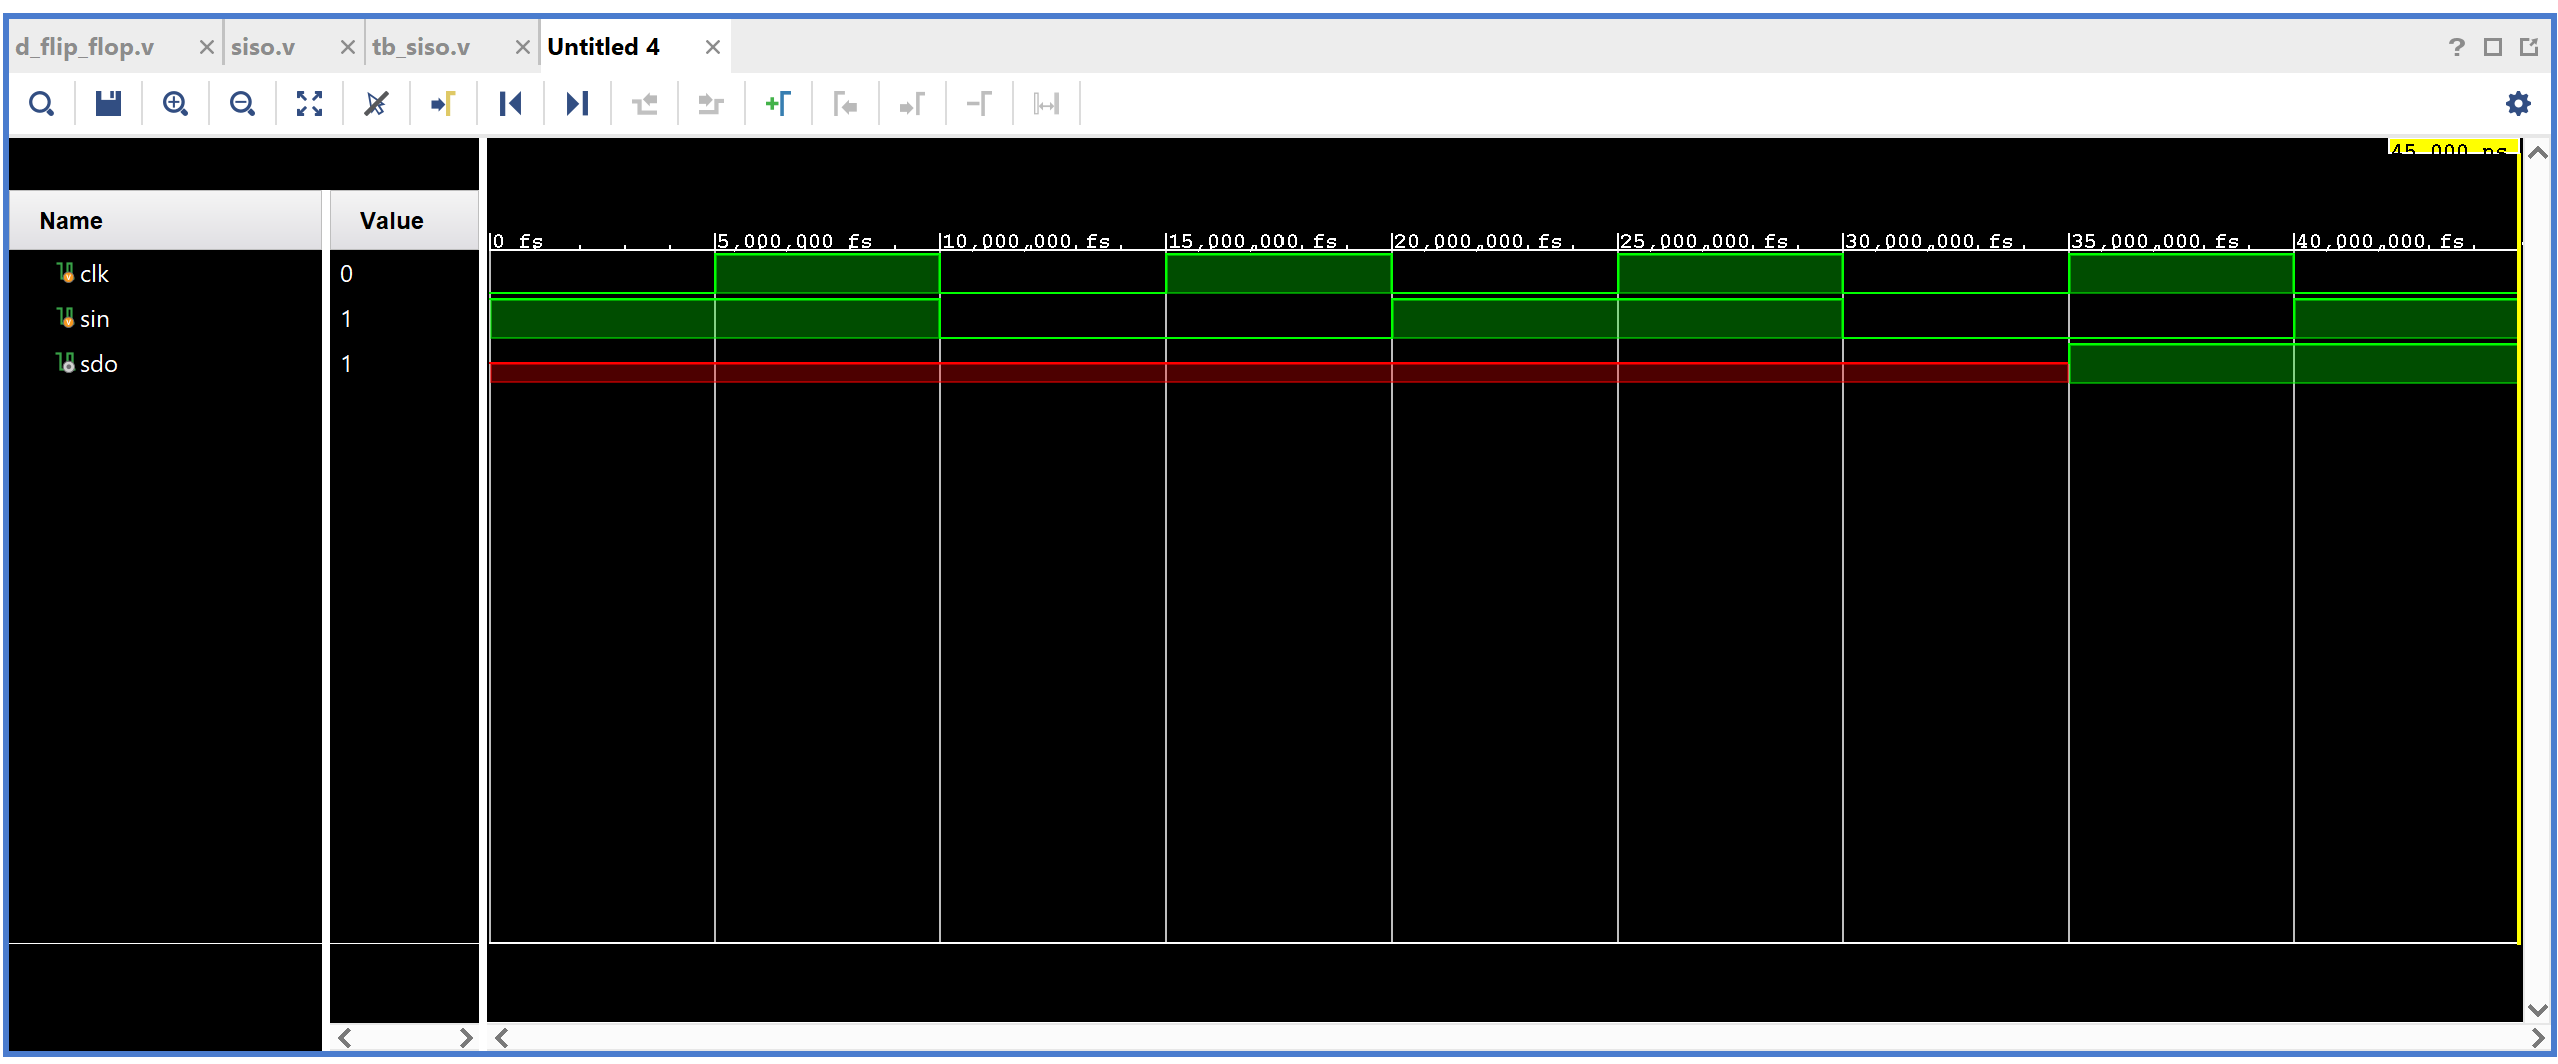 d_flip_flop.v siso.v tb_siso.v Untitled 4 ?
45,000 ns
Name Value
0 fs 5,000,000 fs 10,000,000 fs 15,000,000 fs 20,000,000 fs 25,000,000 fs 30,000,000 fs 35,000,000 fs 40,000,000 fs
clk 0
sin 1
sdo 1